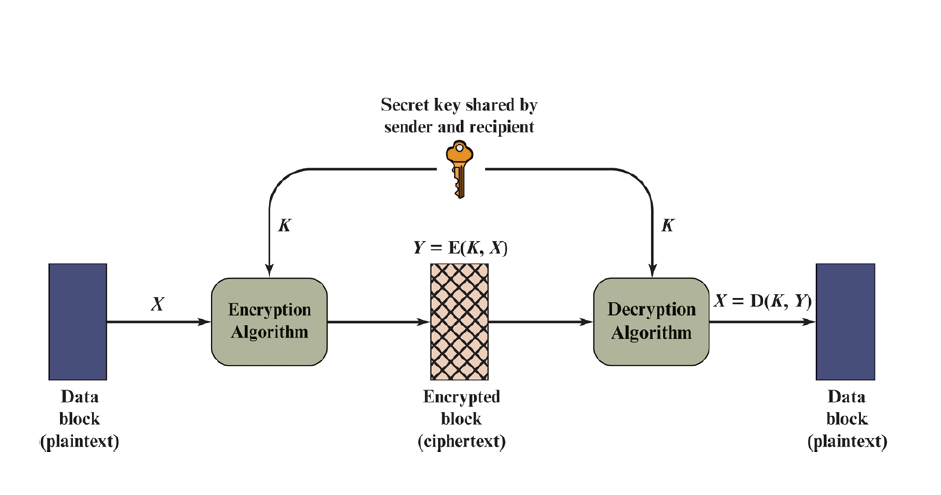 Secret key shared by
sender and recipient
K
K
Y = E(K, X)
X
Encryption
Algorithm
Decryption
Algorithm
X = D(K, Y)
Data
block
(plaintext)
Encrypted
block
(ciphertext)
Data
block
(plaintext)